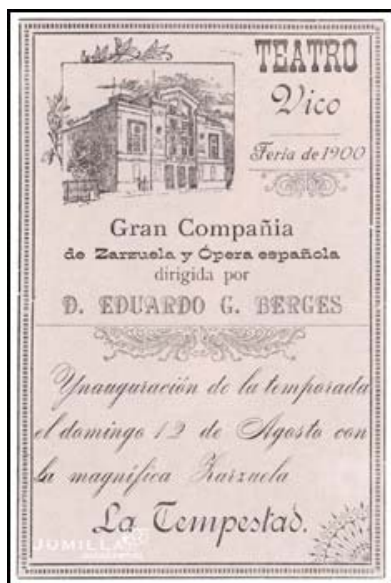 TEATRO
Vico
Feria de 1900
Gran Compañia
de Zarzuela y Ópera española
dirigida por
D. EDUARDO G. BERGES
Ynauguración de la temporada
el domingo 12 de Agosto con
la magnífica Zarzuela
La Tempestad.
JUMILLA